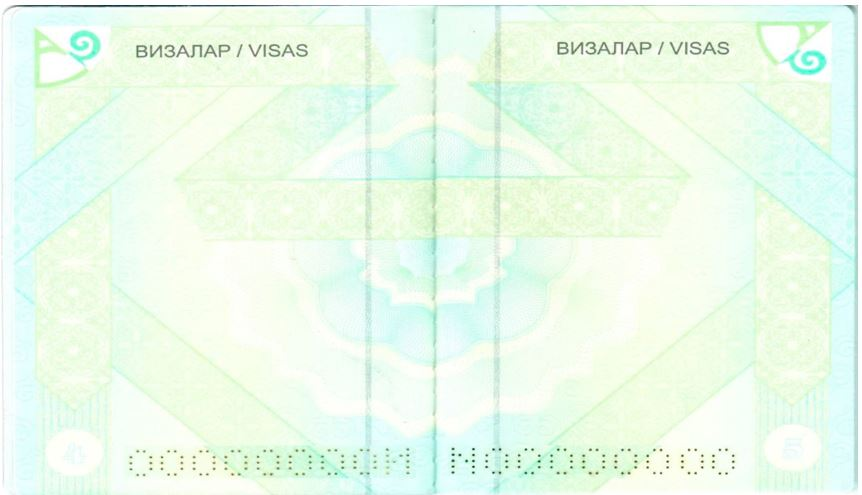 ВИЗАЛАР / VISAS
ВИЗАЛАР / VISAS
N00000000
4
5